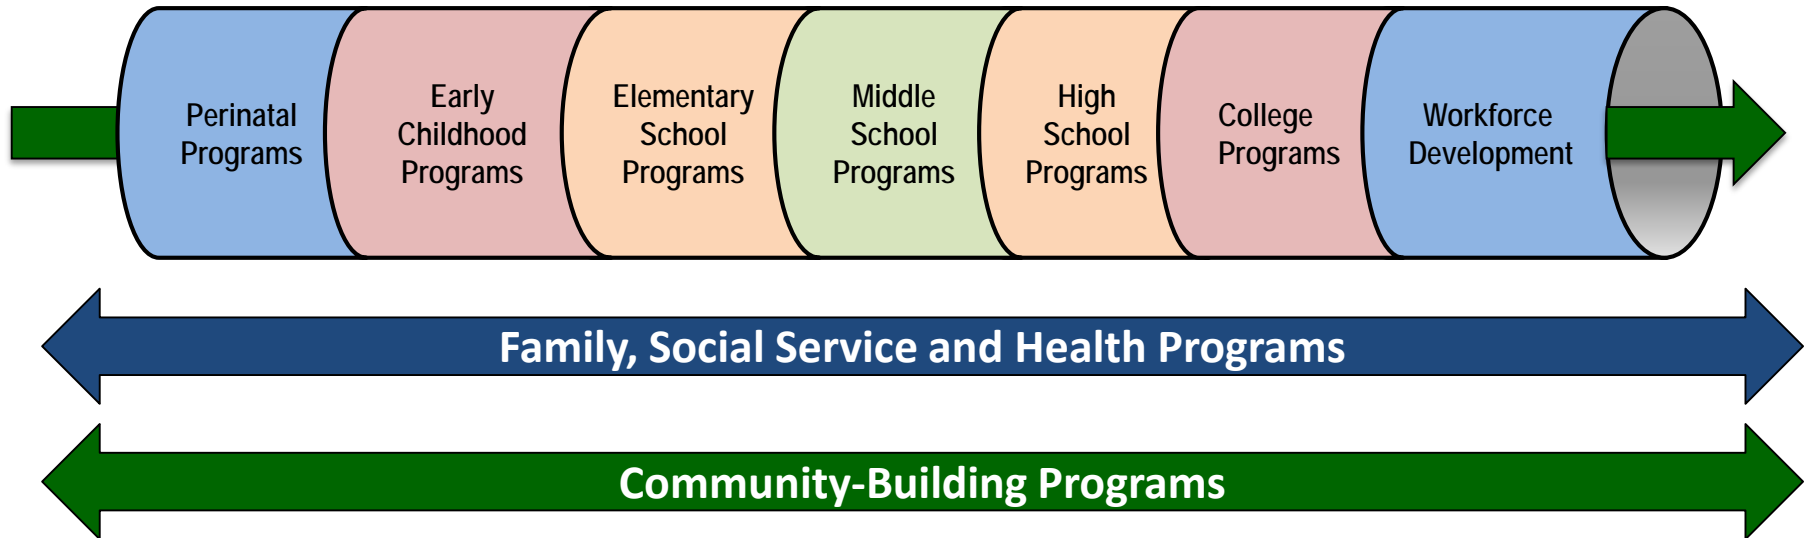 Perinatal
Programs
Early
Childhood
Programs
Elementary
School
Programs
Middle
School
Programs
High
School
Programs
College
Programs
Workforce
Development
Family, Social Service and Health Programs
Community-Building Programs